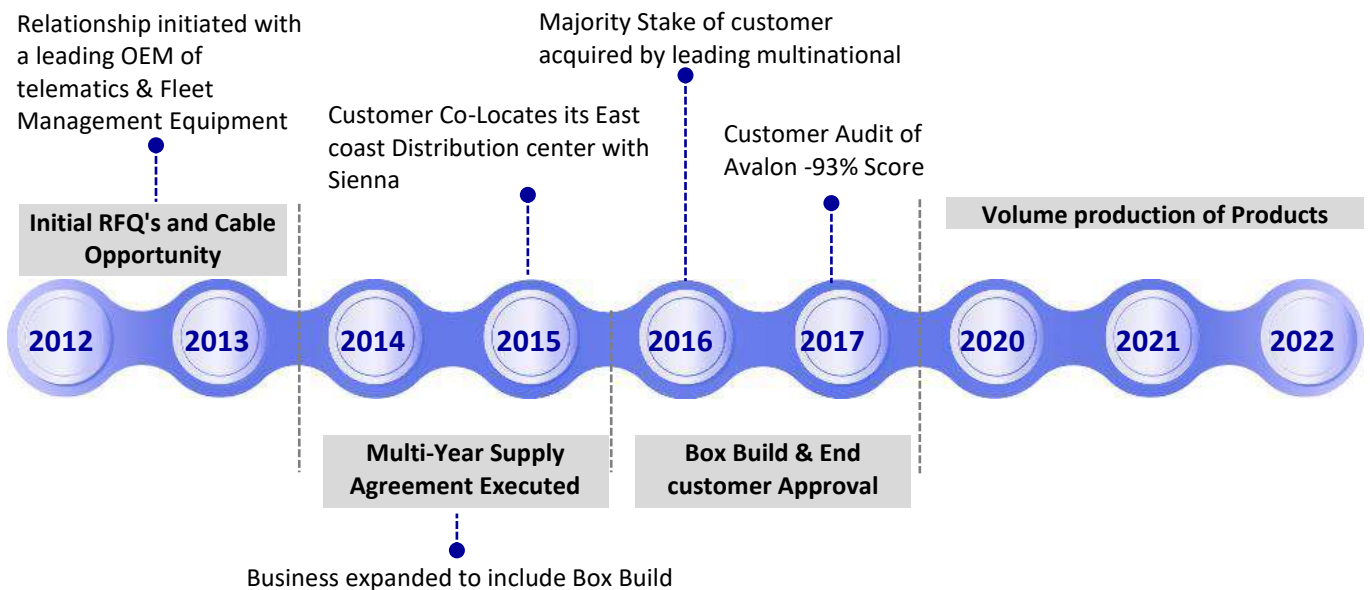 Relationship initiated with
a leading OEM of
telematics & Fleet
Management Equipment
Majority Stake of customer
acquired by leading multinational
Customer Co-Locates its East
coast Distribution center with
Sienna
Customer Audit of
Avalon -93% Score
Initial RFQ's and Cable
Opportunity
Volume production of Products
2012
2013
2014
2015
2016
2017
2020
2021
2022
Multi-Year Supply
Agreement Executed
Box Build & End
customer Approval
Business expanded to include Box Build